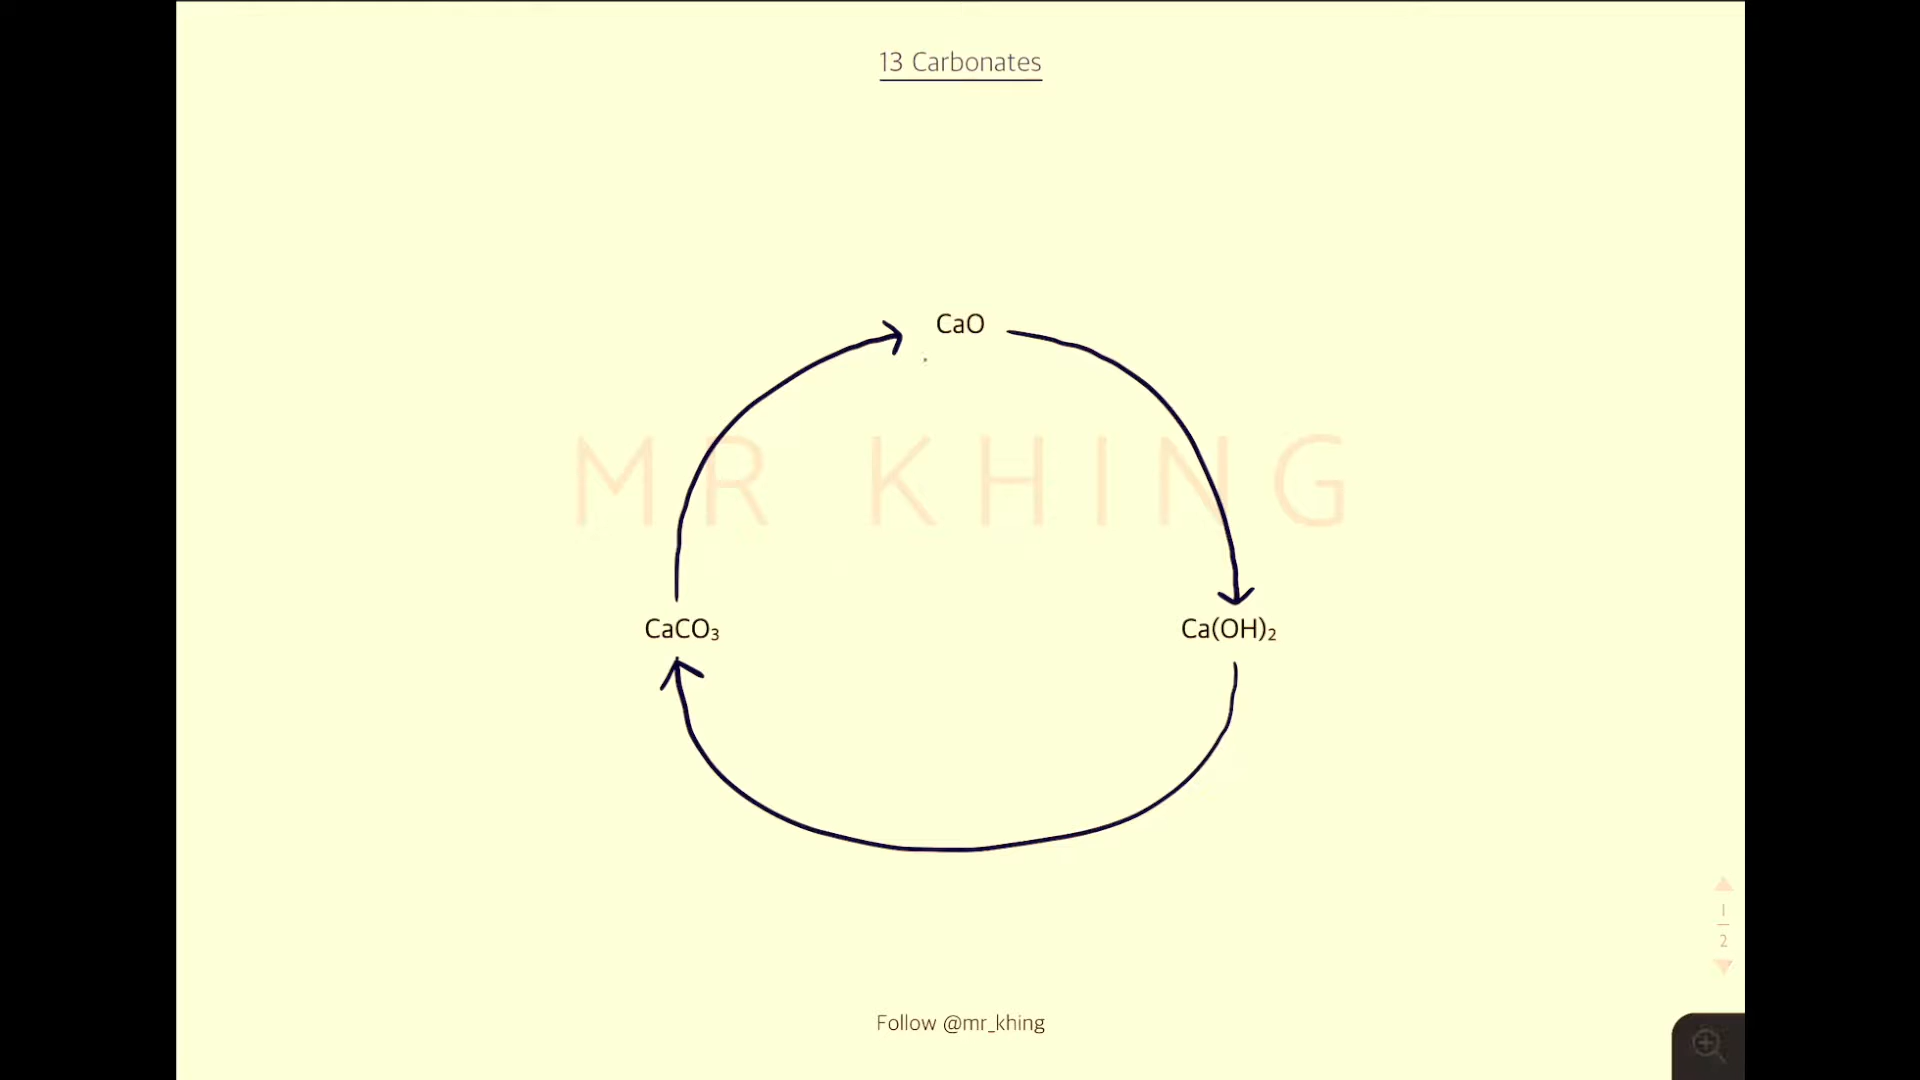 13 Carbonates
CaO
MR KHING
CaCO₃
Ca(OH)₂
1
2
Follow @mr_khing